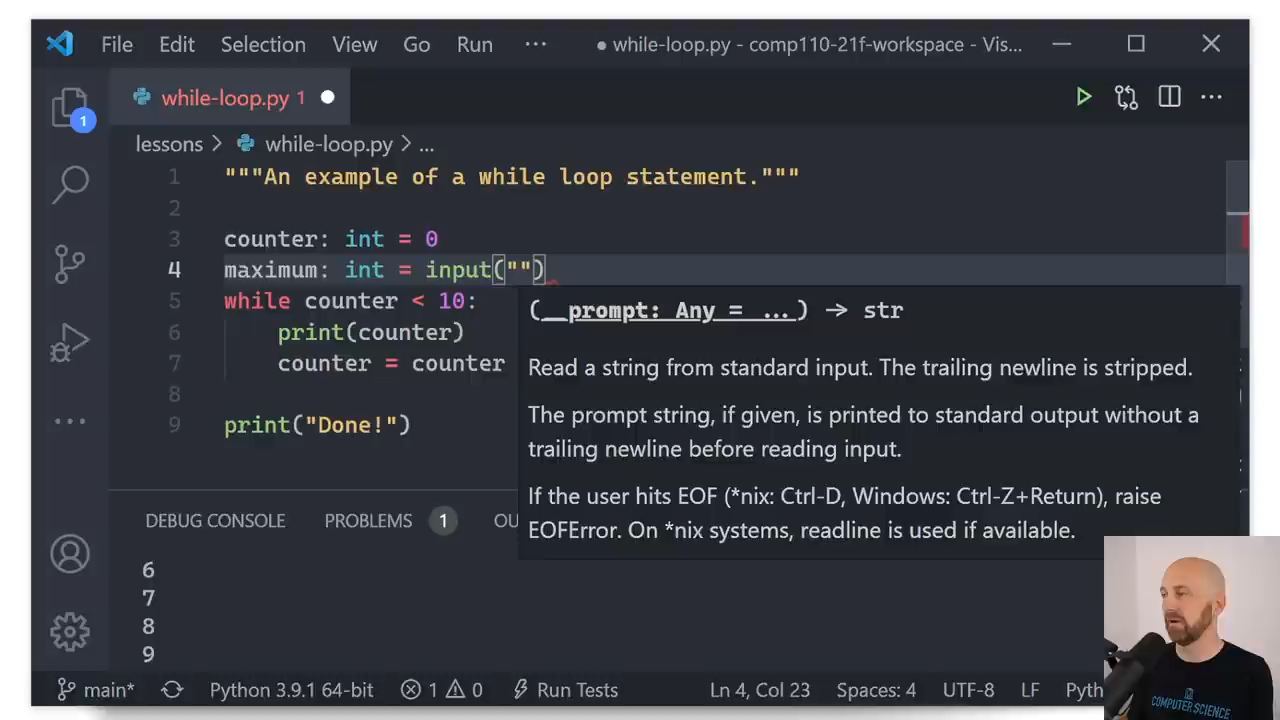 File Edit Selection View Go Run ··· ● while-loop.py - comp110-21f-workspace - Vis...
while-loop.py 1
1
lessons > while-loop.py > ...
1 """An example of a while loop statement."""
2
3 counter: int = 0
4 maximum: int = input("")
5 while counter < 10:
6 print(counter)
7 counter = counter
8
9 print("Done!")
(__prompt: Any = ...) -> str
Read a string from standard input. The trailing newline is stripped.
The prompt string, if given, is printed to standard output without a
trailing newline before reading input.
If the user hits EOF (*nix: Ctrl-D, Windows: Ctrl-Z+Return), raise
EOFError. On *nix systems, readline is used if available.
DEBUG CONSOLE PROBLEMS 1 OU
6
7
8
9
main* Python 3.9.1 64-bit 1 0 Run Tests Ln 4, Col 23 Spaces: 4 UTF-8 LF Pyth
COMPUTER SCIENCE